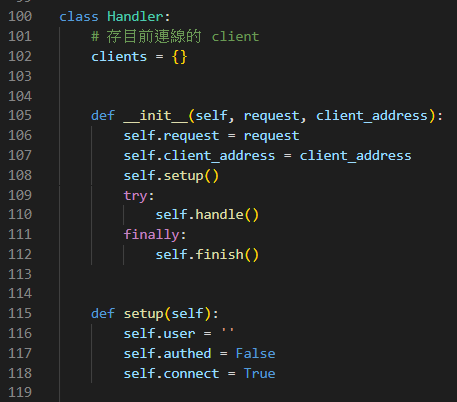 100 class Handler:
101     # 存目前連線的 client
102     clients = {}
103
104
105     def __init__(self, request, client_address):
106         self.request = request
107         self.client_address = client_address
108         self.setup()
109         try:
110             self.handle()
111         finally:
112             self.finish()
113
114
115     def setup(self):
116         self.user = ''
117         self.authed = False
118         self.connect = True
119